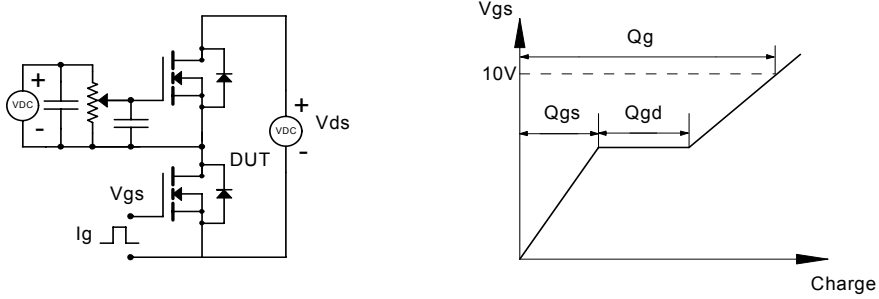 +
VDC
-
DUT
Vgs
Ig
+
VDC
Vds
-
Vgs
10V
Qg
Qgs
Qgd
Charge